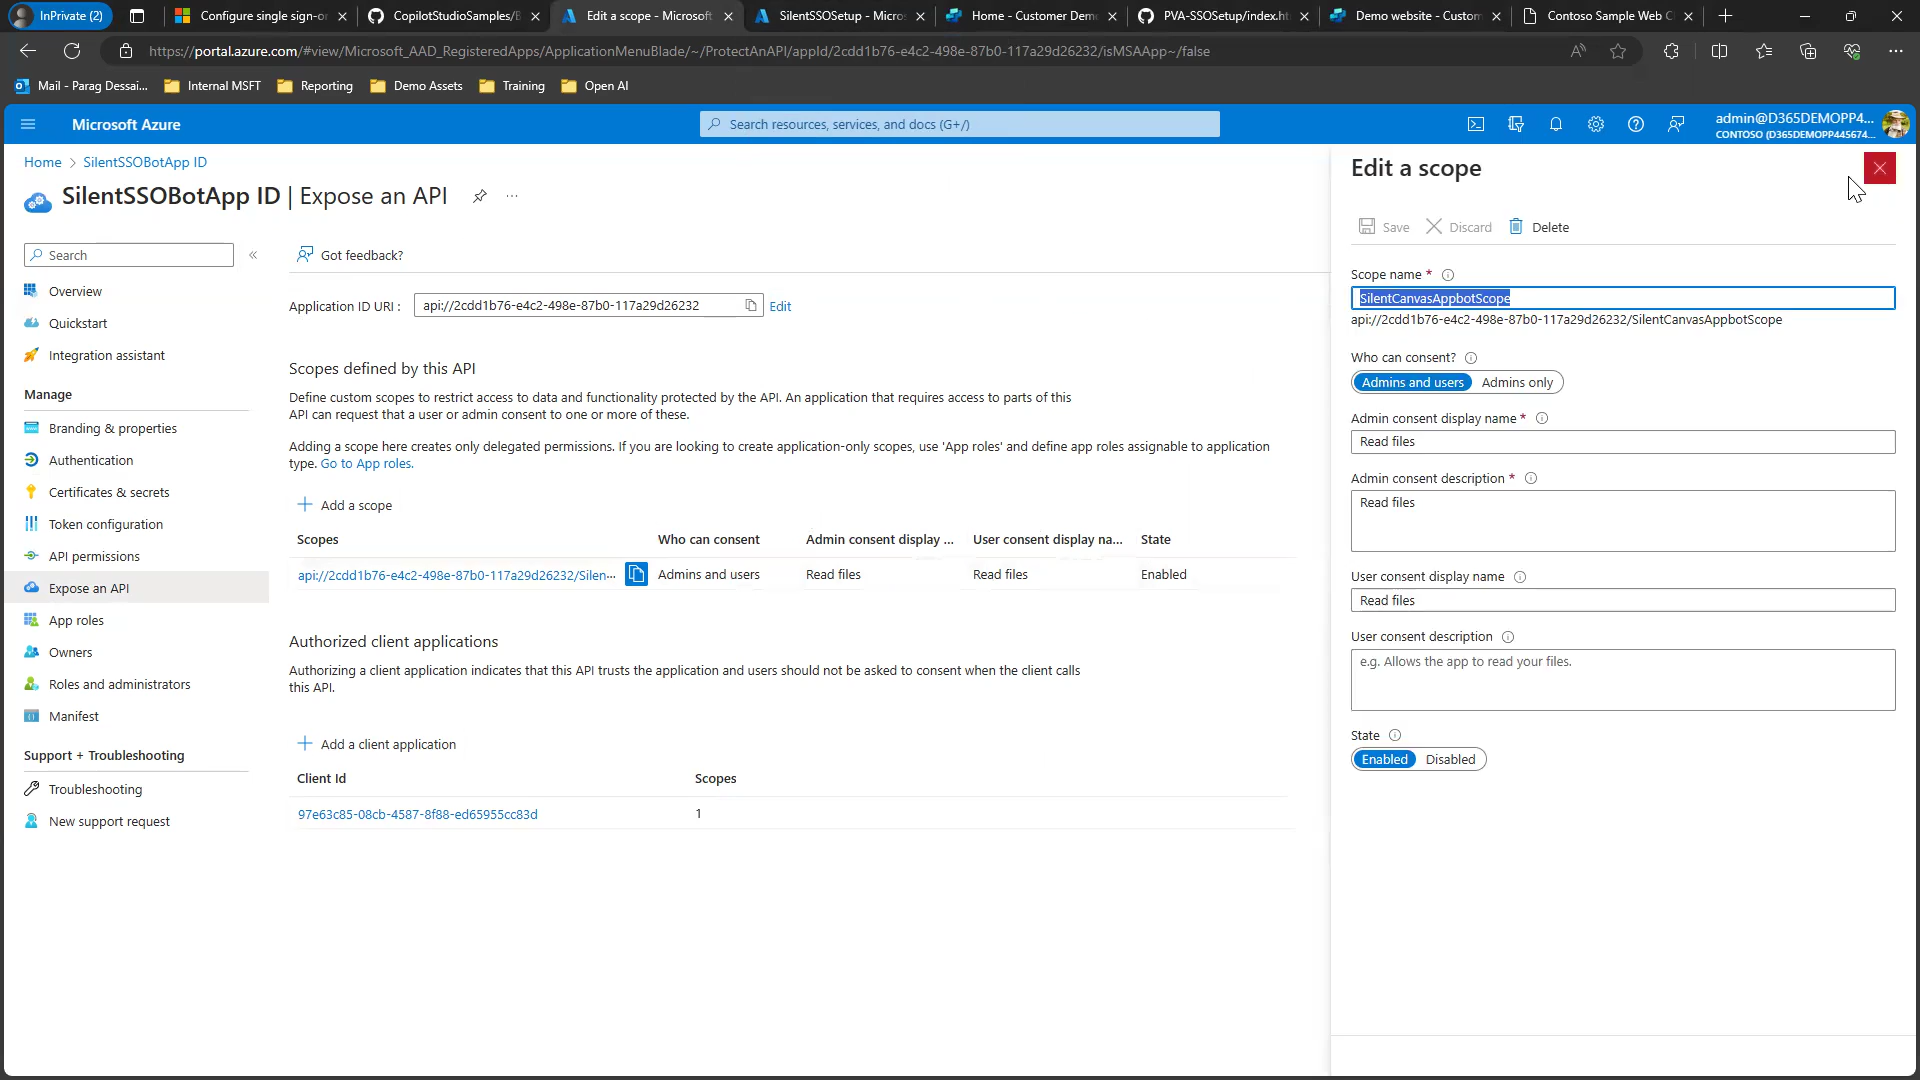 InPrivate (2)
Configure single sign-or
CopilotStudioSamples/B
Edit a scope - Microsoft
SilentSSOSetup - Micros
Home - Customer Dem
PVA-SSOSetup/index.ht
Demo website - Custom
Contoso Sample Web C
https://portal.azure.com/#view/Microsoft_AAD_RegisteredApps/ApplicationMenuBlade/~/ProtectAnAPI/appId/2cdd1b76-e4c2-498e-87b0-117a29d26232/isMSAApp~/false
Mail - Parag Dessai...
Internal MSFT
Reporting
Demo Assets
Training
Open AI
Microsoft Azure
Search resources, services, and docs (G+/)
admin@D365DEMOPP4...
CONTOSO (D365DEMOPP445674...
Home > SilentSSOBotApp ID
SilentSSOBotApp ID | Expose an API
Search
Overview
Quickstart
Integration assistant
Manage
Branding & properties
Authentication
Certificates & secrets
Token configuration
API permissions
Expose an API
App roles
Owners
Roles and administrators
Manifest
Support + Troubleshooting
Troubleshooting
New support request
Got feedback?
Application ID URI : api://2cdd1b76-e4c2-498e-87b0-117a29d26232 Edit
Scopes defined by this API
Define custom scopes to restrict access to data and functionality protected by the API. An application that requires access to parts of this
API can request that a user or admin consent to one or more of these.
Adding a scope here creates only delegated permissions. If you are looking to create application-only scopes, use 'App roles' and define app roles assignable to application
type. Go to App roles.
Add a scope
Scopes Who can consent Admin consent display ... User consent display na... State
api://2cdd1b76-e4c2-498e-87b0-117a29d26232/Silen... Admins and users Read files Read files Enabled
Authorized client applications
Authorizing a client application indicates that this API trusts the application and users should not be asked to consent when the client calls
this API.
Add a client application
Client Id Scopes
97e63c85-08cb-4587-8f88-ed65955cc83d 1
Edit a scope
Save Discard Delete
Scope name *
SilentCanvasAppbotScope
api://2cdd1b76-e4c2-498e-87b0-117a29d26232/SilentCanvasAppbotScope
Who can consent?
Admins and users Admins only
Admin consent display name *
Read files
Admin consent description *
Read files
User consent display name
Read files
User consent description
e.g. Allows the app to read your files.
State
Enabled Disabled